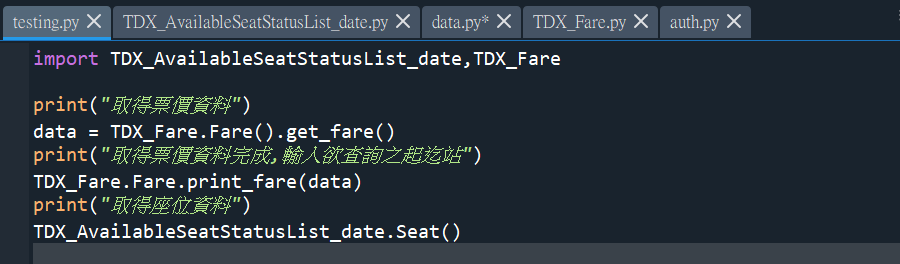 testing.py TDX_AvailableSeatStatusList_date.py data.py* TDX_Fare.py auth.py
import TDX_AvailableSeatStatusList_date,TDX_Fare
print("取得票價資料")
data = TDX_Fare.Fare().get_fare()
print("取得票價資料完成,輸入欲查詢之起迄站")
TDX_Fare.Fare.print_fare(data)
print("取得座位資料")
TDX_AvailableSeatStatusList_date.Seat()